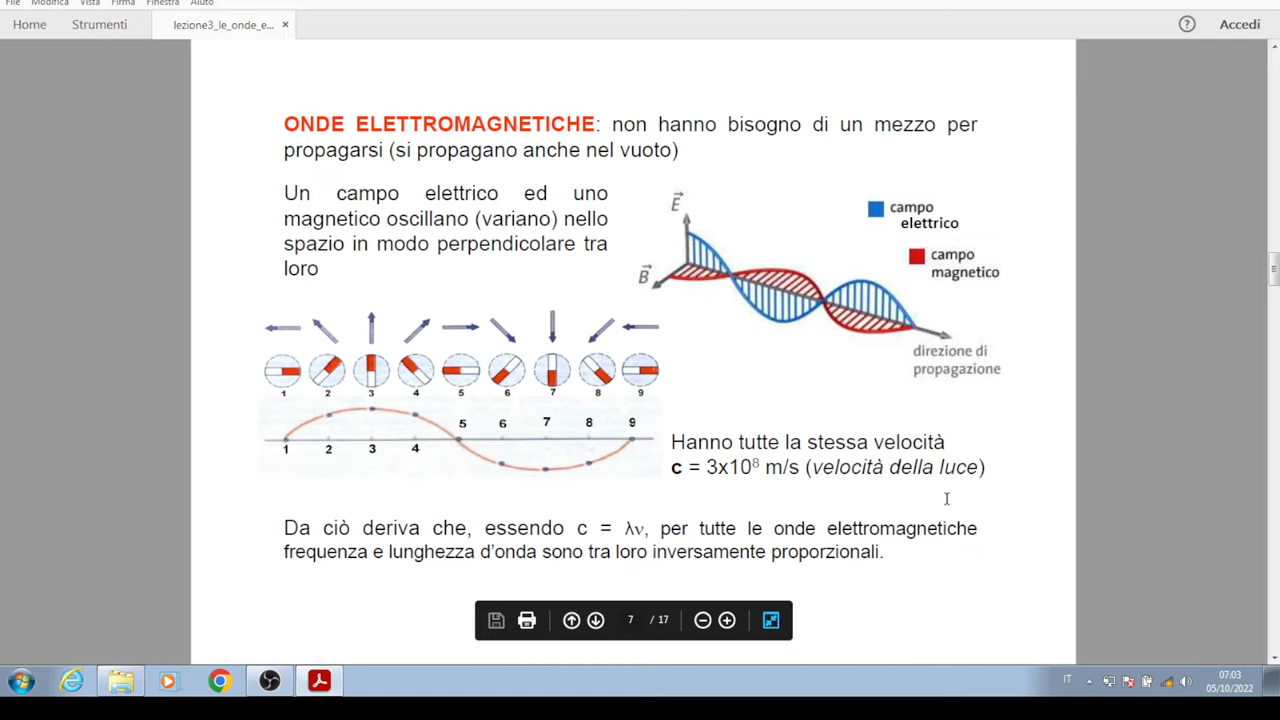 File Modifica Vista Firma Finestra Aiuto
Home Strumenti lezione3_le_onde_e... × ? Accedi
ONDE ELETTROMAGNETICHE: non hanno bisogno di un mezzo per
propagarsi (si propagano anche nel vuoto)
Un campo elettrico ed uno
magnetico oscillano (variano) nello
spazio in modo perpendicolare tra
loro
E
B
campo
elettrico
campo
magnetico
direzione di
propagazione
1 2 3 4 5 6 7 8 9
5 6 7 8 9
1 2 3 4
Hanno tutte la stessa velocità
c = 3x10⁸ m/s (velocità della luce)
Da ciò deriva che, essendo c = λν, per tutte le onde elettromagnetiche
frequenza e lunghezza d'onda sono tra loro inversamente proporzionali.
7 / 17
IT 07:03
05/10/2022